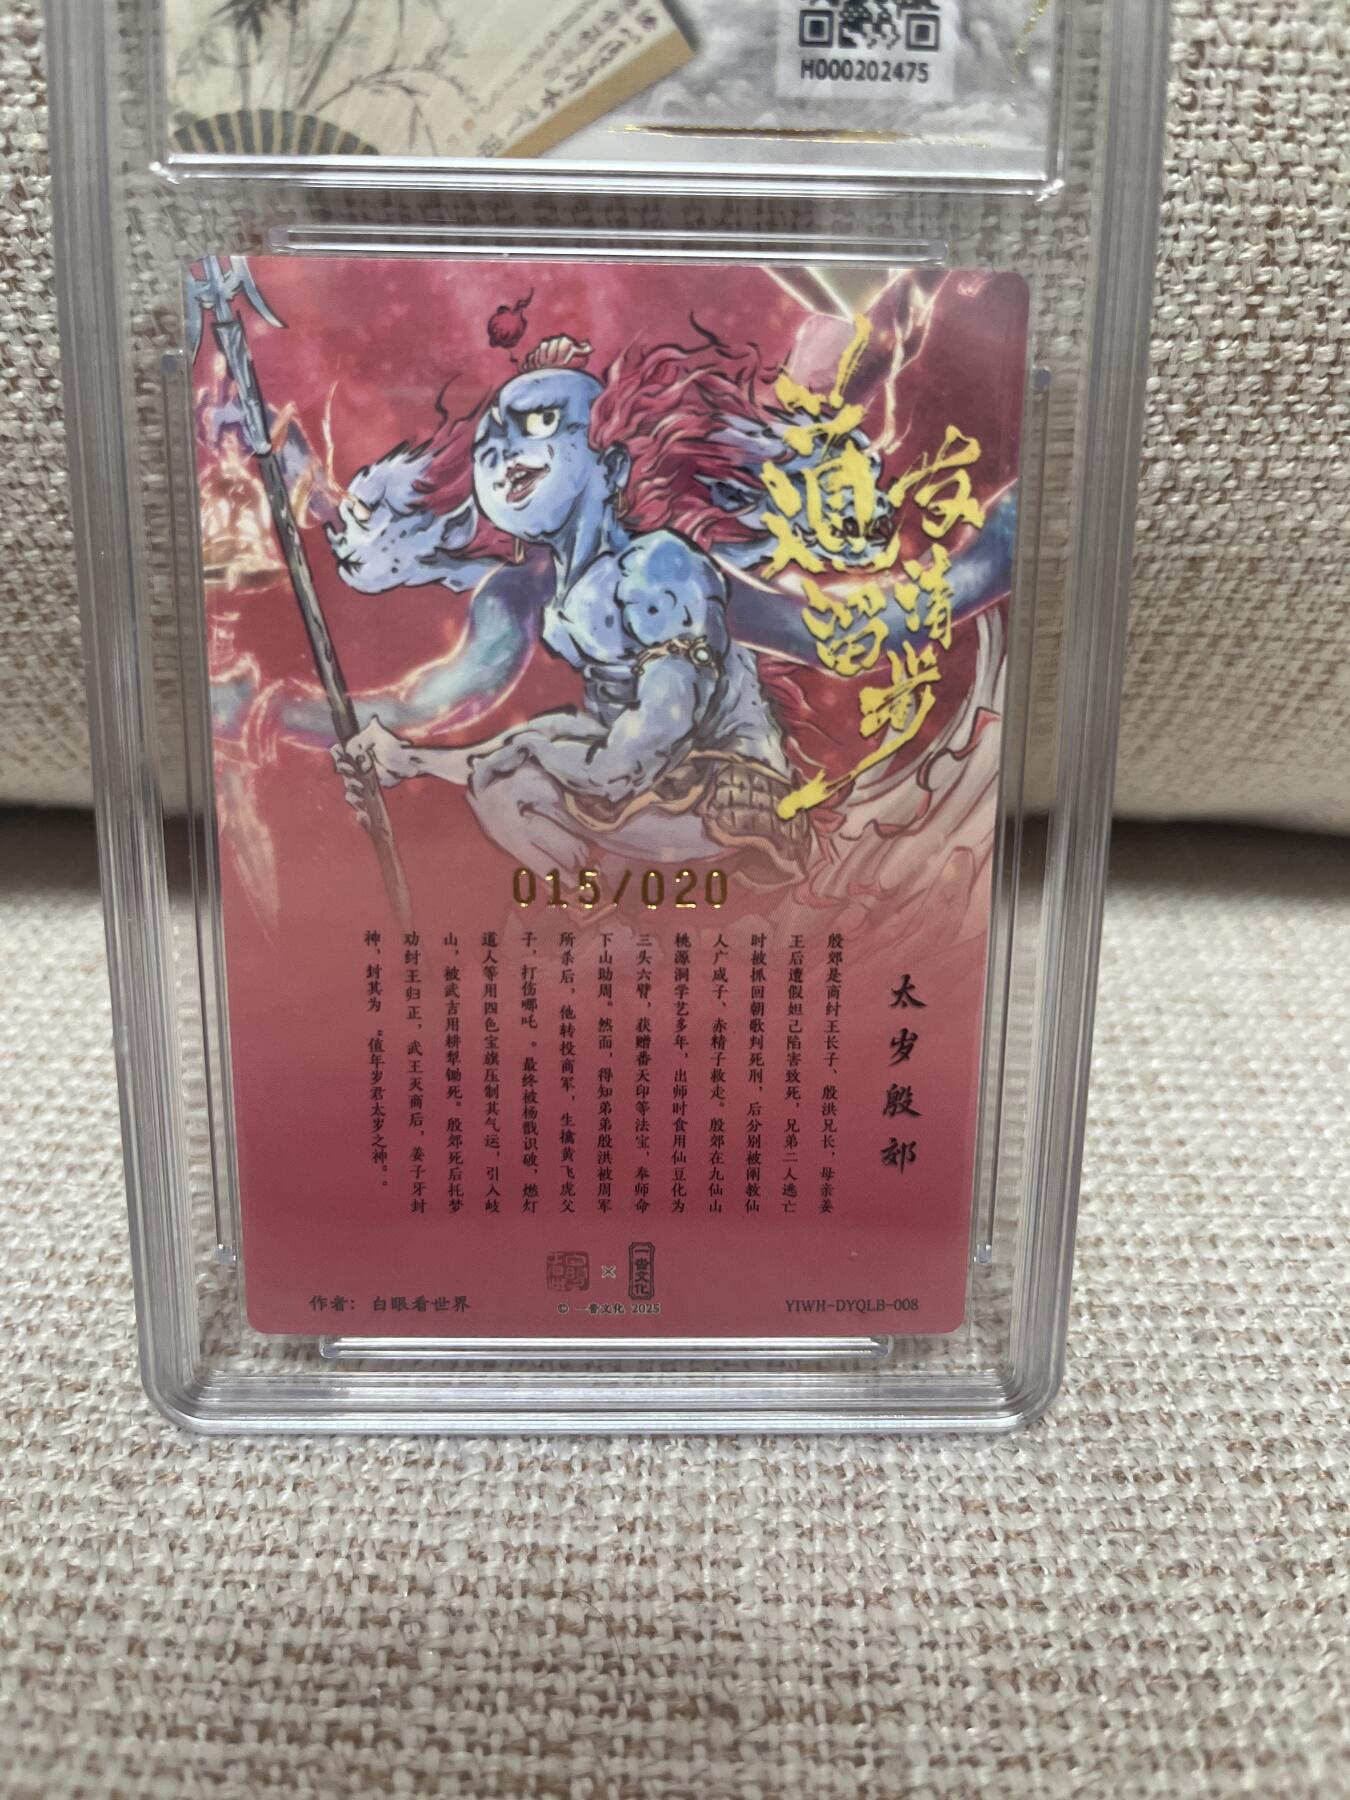 H000202475
道友请留步
015/020
太岁殷郊
殷郊是商纣王长子、殷洪兄长，母亲姜
王后遭假妲己陷害致死，兄弟二人逃亡
时被抓回朝歌判死刑，后分别被阐教仙
人广成子、赤精子救走。殷郊在九仙山
桃源洞学艺多年，出师时食用仙豆化为
三头六臂，获赠番天印等法宝，奉师命
下山助周。然而，得知弟弟殷洪被周军
所杀后，他转投商军，生擒黄飞虎父
子，打伤哪吒。最终被杨戬识破，燃灯
道人等用四色宝旗压制其气运，引入岐
山，被武吉用耕犁锄死。殷郊死后托梦
劝纣王归正，武王灭商后，姜子牙封
神，封其为“值年岁君太岁之神”。
一沓文化
作者：白眼看世界
© 一沓文化 2025
YIWH-DYQLB-008